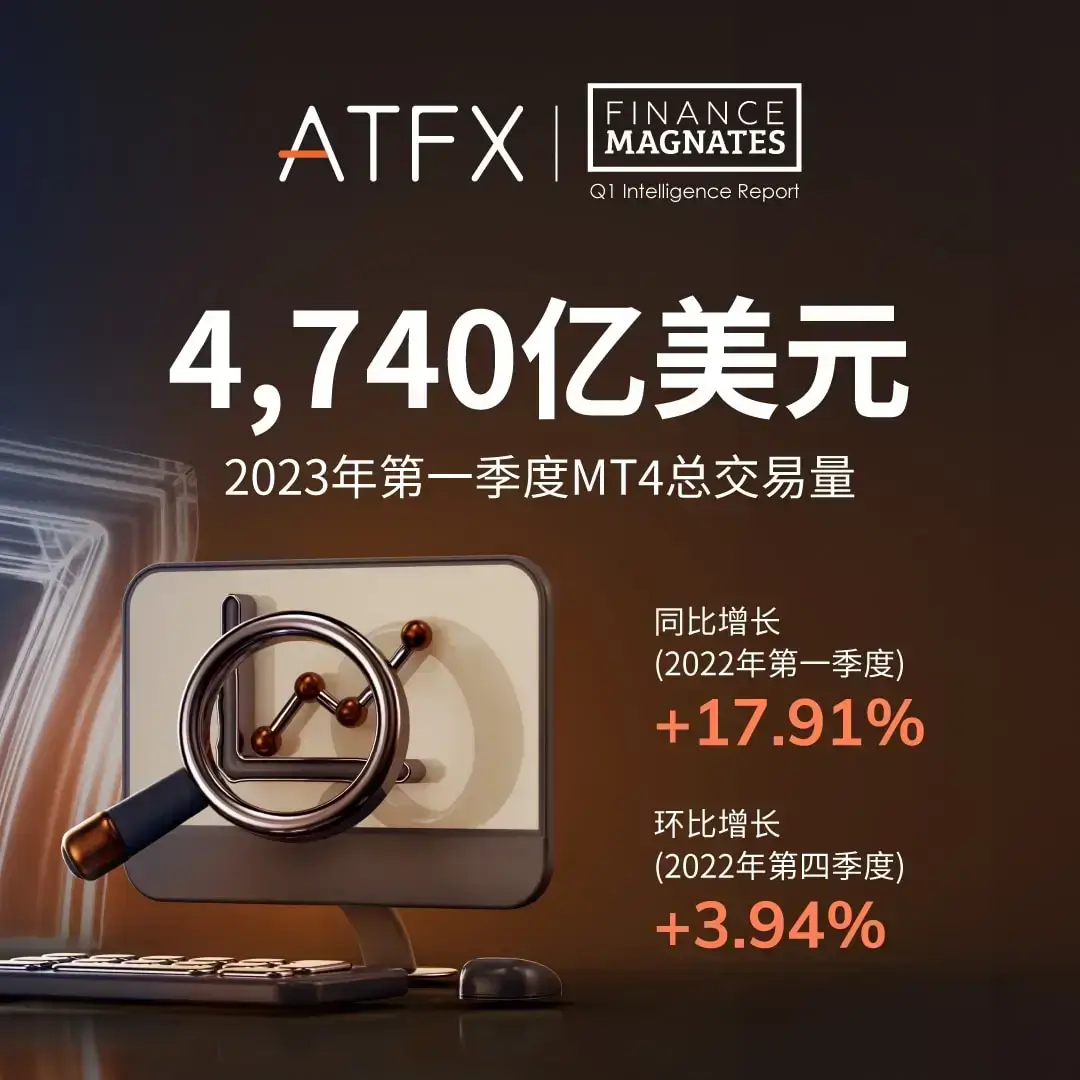 ATFX
FINANCE
MAGNATES
Q1 Intelligence Report
4,740亿美元
2023年第一季度MT4总交易量
同比增长
(2022年第一季度)
+17.91%
环比增长
(2022年第四季度)
+3.94%